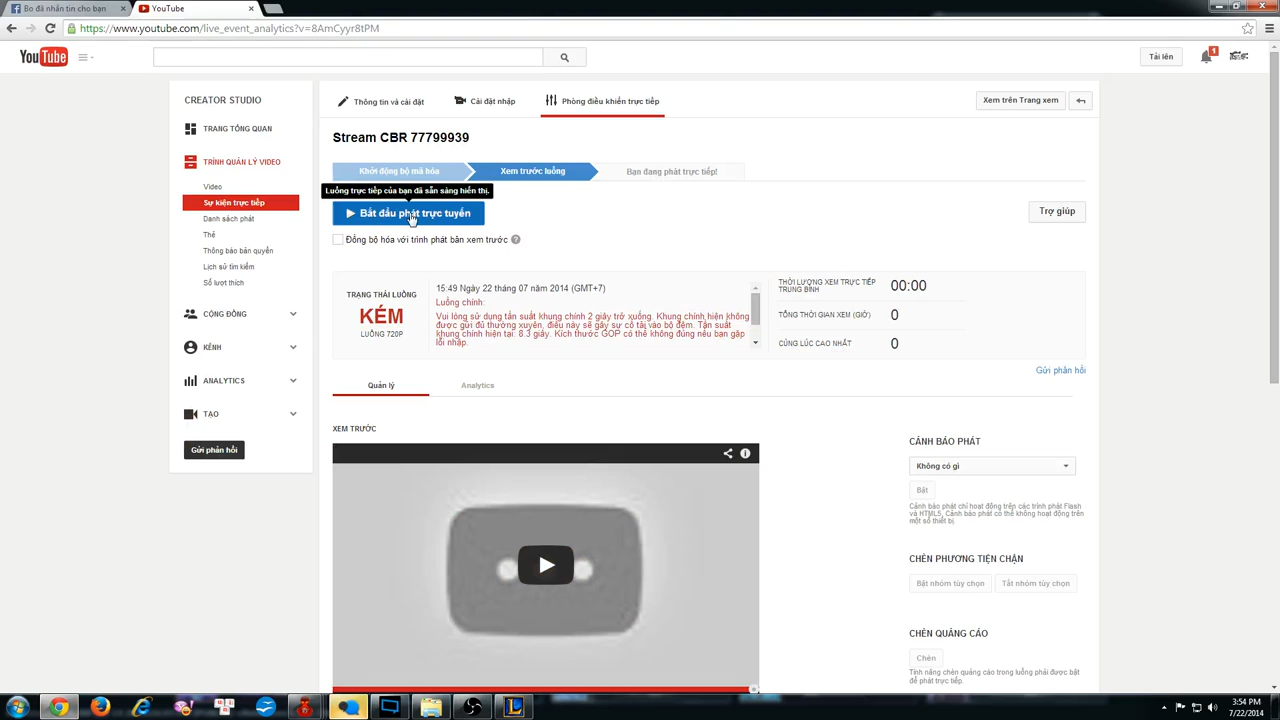 Bo đã nhắn tin cho bạn
YouTube
https://www.youtube.com/live_event_analytics?v=8AmCyyr8tPM
YouTube
Tải lên
1
CREATOR STUDIO
TRANG TỔNG QUAN
TRÌNH QUẢN LÝ VIDEO
Video
Sự kiện trực tiếp
Danh sách phát
Thẻ
Thông báo bản quyền
Lịch sử tìm kiếm
Số lượt thích
CỘNG ĐỒNG
KÊNH
ANALYTICS
TẠO
Gửi phản hồi
Thông tin và cài đặt
Cài đặt nhập
Phòng điều khiển trực tiếp
Xem trên Trang xem
Stream CBR 77799939
Khởi động bộ mã hóa
Xem trước luồng
Bạn đang phát trực tiếp!
Luồng trực tiếp của bạn đã sẵn sàng hiển thị.
Bắt đầu phát trực tuyến
Trợ giúp
Đồng bộ hóa với trình phát bản xem trước
TRẠNG THÁI LUỒNG
KÉM
LUỒNG 720P
15:49 Ngày 22 tháng 07 năm 2014 (GMT+7)
Luồng chính:
Vui lòng sử dụng tần suất khung chính 2 giây trở xuống. Khung chính hiện không
được gửi đủ thường xuyên, điều này sẽ gây sự cố tải vào bộ đệm. Tần suất
khung chính hiện tại: 8.3 giây. Kích thước GOP có thể không đúng nếu bạn gặp
lỗi nhập.
THỜI LƯỢNG XEM TRỰC TIẾP
TRUNG BÌNH
00:00
TỔNG THỜI GIAN XEM (GIỜ)
0
CÙNG LÚC CAO NHẤT
0
Gửi phản hồi
Quản lý
Analytics
XEM TRƯỚC
CẢNH BÁO PHÁT
Không có gì
Bật
Cảnh báo phát chỉ hoạt động trên các trình phát Flash
và HTML5. Cảnh báo phát có thể không hoạt động trên
một số thiết bị.
CHÈN PHƯƠNG TIỆN CHẶN
Bật nhóm tùy chọn
Tắt nhóm tùy chọn
CHÈN QUẢNG CÁO
Chèn
Tính năng chèn quảng cáo trong luồng phải được bật
để phát trực tiếp.
3:54 PM
7/22/2014